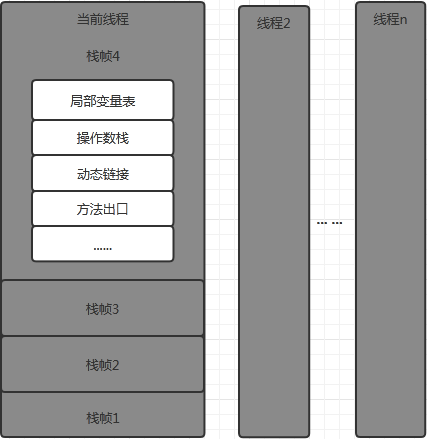 当前线程
栈帧4
局部变量表
操作数栈
动态链接
方法出口
......
栈帧3
栈帧2
栈帧1
线程2
... ...
线程n